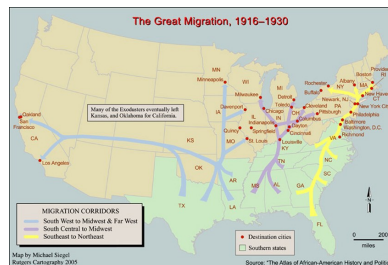 The Great Migration, 1916–1930
MN
Minneapolis
WI
Milwaukee
MI
Detroit
Rochester
Buffalo
NY
Albany
MA
Boston
RI
CT
New Haven
New York City
Newark, NJ
PA
Philadelphia
Pittsburgh
Cleveland
Toledo
OH
Columbus
Dayton
Cincinnati
IN
Indianapolis
Chicago
IA
Davenport
IL
Quincy
Springfield
MO
St. Louis
Louisville
KY
Baltimore
Washington, D.C.
VA
Richmond
Many of the Exodusters eventually left
Kansas, and Oklahoma for California.
Oakland
San
Francisco
CA
Los Angeles
KS
OK
AR
TN
NC
SC
MS
AL
GA
TX
LA
FL
MIGRATION CORRIDORS
South West to Midwest & Far West
South Central to Midwest
Southeast to Northeast
Destination cities
Southern states
N
0
200
miles
Map by Michael Siegel
Rutgers Cartography 2005
Source: "The Atlas of African-American History and Politi